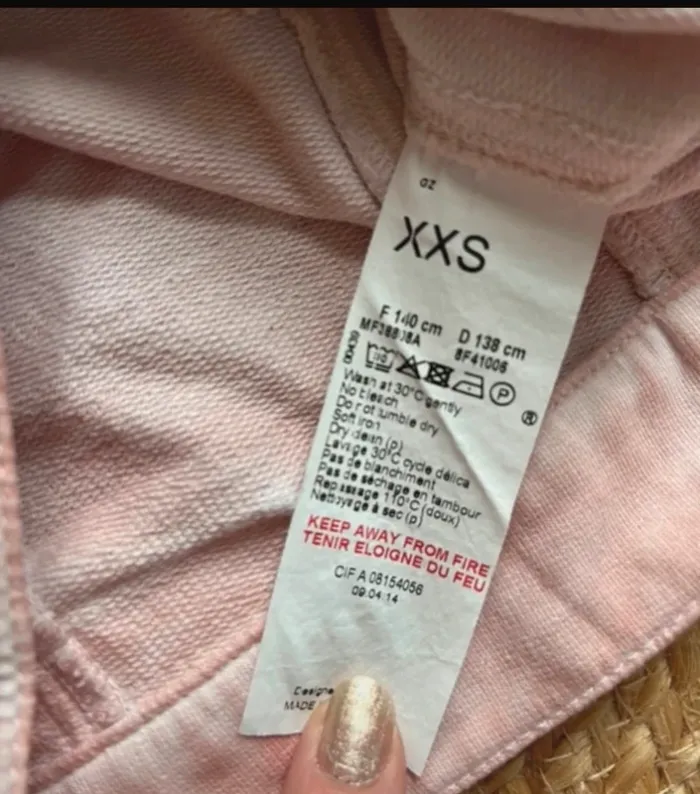 XXS
F 140 cm D 138 cm
8F41006
P
®
Wash at 30°C gently
No bleach
Do not tumble dry
Soft iron
Dry clean (p)
Lavage 30°C cycle délica
Pas de blanchiment
Pas de séchage en tambour
Repassage 110°C (doux)
Nettoyage à sec (p)
KEEP AWAY FROM FIRE
TENIR ELOIGNE DU FEU
CIF A 08154056
09.04.14
MADE